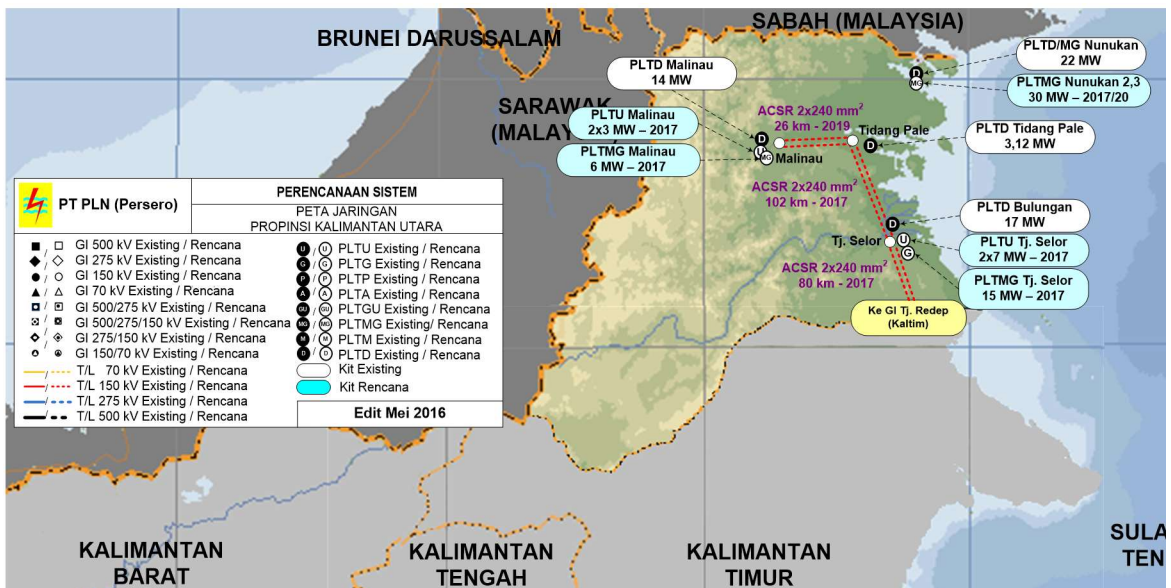 BRUNEI DARUSSALAM
SABAH (MALAYSIA)
SARAWAK
(MALAY
PLTD Malinau
14 MW
PLTU Malinau
2x3 MW – 2017
PLTMG Malinau
6 MW – 2017
ACSR 2x240 mm²
26 km - 2019
Tidang Pale
Malinau
D
U
MG
D
MG
D
PLTD/MG Nunukan
22 MW
PLTMG Nunukan 2,3
30 MW – 2017/20
PLTD Tidang Pale
3,12 MW
ACSR 2x240 mm²
102 km - 2017
PLTD Bulungan
17 MW
D
U
G
Tj. Selor
PLTU Tj. Selor
2x7 MW – 2017
ACSR 2x240 mm²
80 km - 2017
PLTMG Tj. Selor
15 MW – 2017
Ke GI Tj. Redep
(Kaltim)
PT PLN (Persero)
PERENCANAAN SISTEM
PETA JARINGAN
PROPINSI KALIMANTAN UTARA
/ GI 500 kV Existing / Rencana
/ GI 275 kV Existing / Rencana
/ GI 150 kV Existing / Rencana
/ GI 70 kV Existing / Rencana
/ GI 500/275 kV Existing / Rencana
/ GI 500/275/150 kV Existing / Rencana
/ GI 275/150 kV Existing / Rencana
/ GI 150/70 kV Existing / Rencana
/ T/L 70 kV Existing / Rencana
/ T/L 150 kV Existing / Rencana
/ T/L 275 kV Existing / Rencana
/ T/L 500 kV Existing / Rencana
U / U PLTU Existing / Rencana
G / G PLTG Existing / Rencana
P / P PLTP Existing / Rencana
A / A PLTA Existing / Rencana
GU / GU PLTGU Existing / Rencana
MG / MG PLTMG Existing/ Rencana
M / M PLTM Existing / Rencana
D / D PLTD Existing / Rencana
Kit Existing
Kit Rencana
Edit Mei 2016
KALIMANTAN
BARAT
KALIMANTAN
TENGAH
KALIMANTAN
TIMUR
SULA
TEN